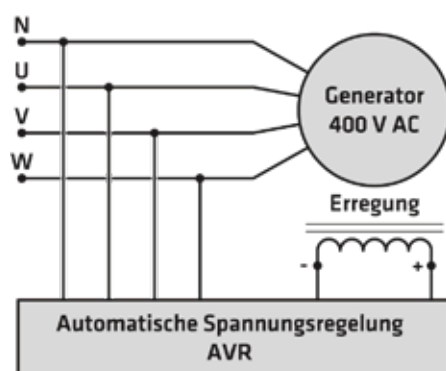 N
U
V
W
Generator
400 V AC
Erregung
- +
Automatische Spannungsregelung
AVR